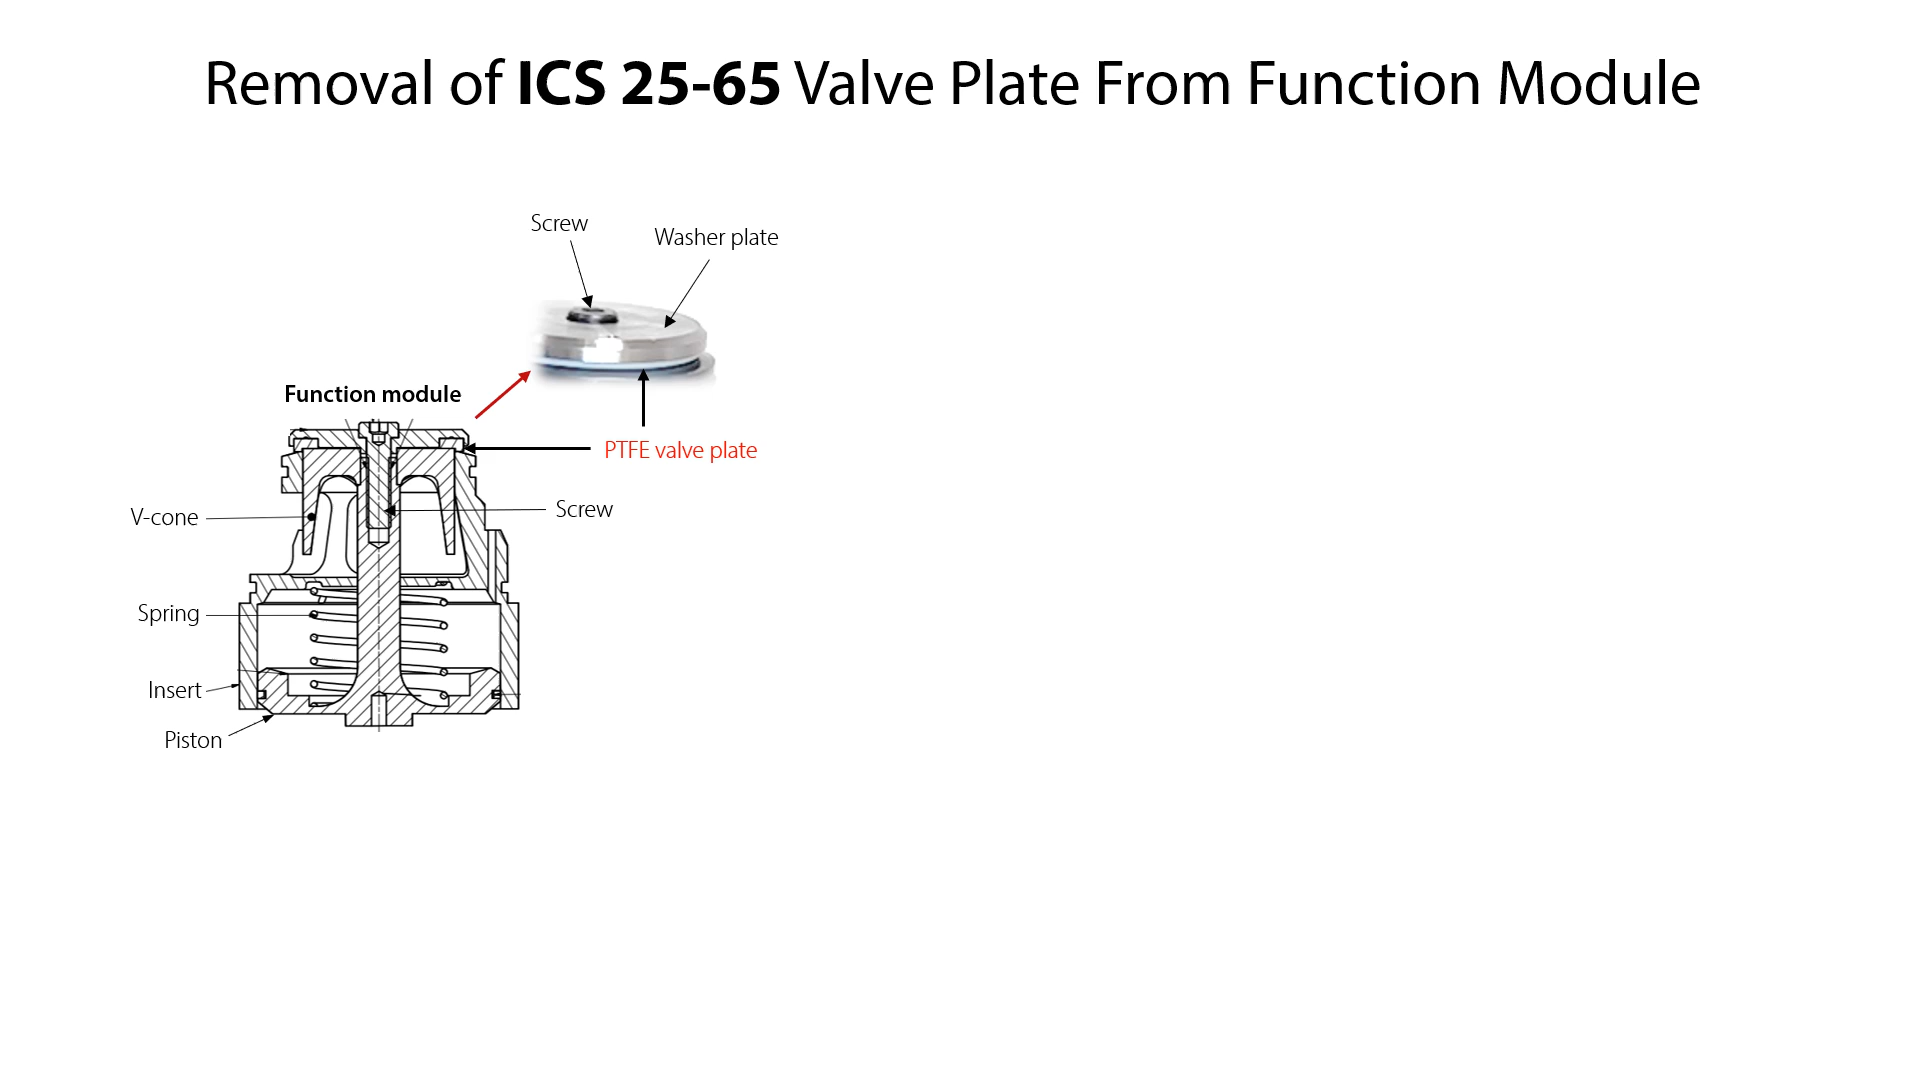 Removal of ICS 25-65 Valve Plate From Function Module
Screw
Washer plate
Function module
PTFE valve plate
Screw
V-cone
Spring
Insert
Piston